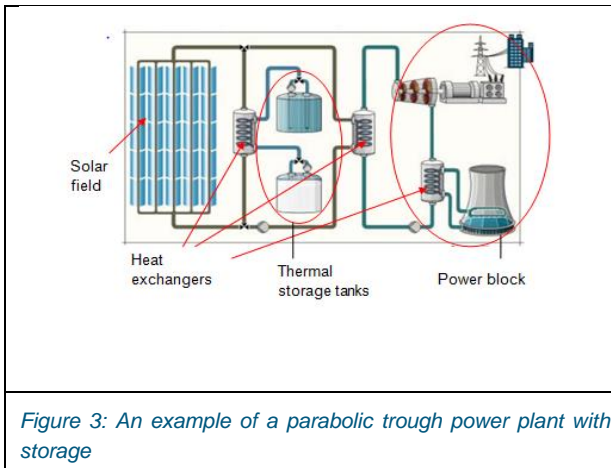 Solar
field
Heat
exchangers
Thermal
storage tanks
Power block
Figure 3: An example of a parabolic trough power plant with
storage